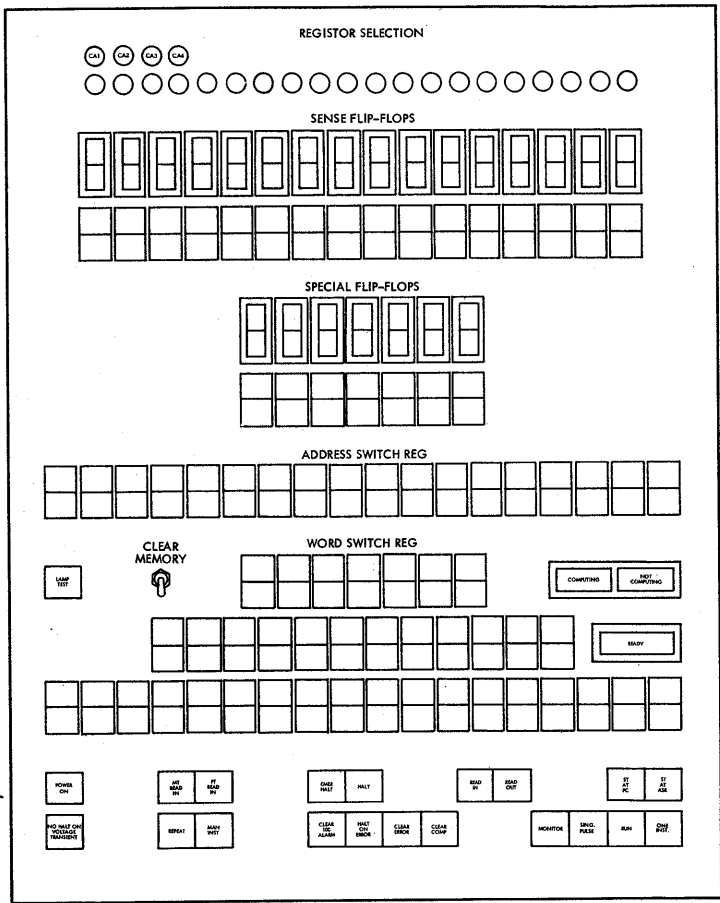 REGISTOR SELECTION
CA1 CA2 CA3 CA4
SENSE FLIP-FLOPS
SPECIAL FLIP-FLOPS
ADDRESS SWITCH REG
CLEAR
MEMORY
WORD SWITCH REG
LAMP
TEST
COMPUTING
NOT
COMPUTING
READY
POWER
ON
MT
READ
IN
PT
READ
IN
EMER
HALT
HALT
READ
IN
READ
OUT
ST
AT
PC
ST
AT
ASR
NO HALT ON
VOLTAGE
TRANSIENT
REPEAT
MAN
INST
CLEAR
IOC
ALARM
HALT
ON
ERROR
CLEAR
ERROR
CLEAR
COMP
MONITOR
SING.
PULSE
RUN
ONE
INST.